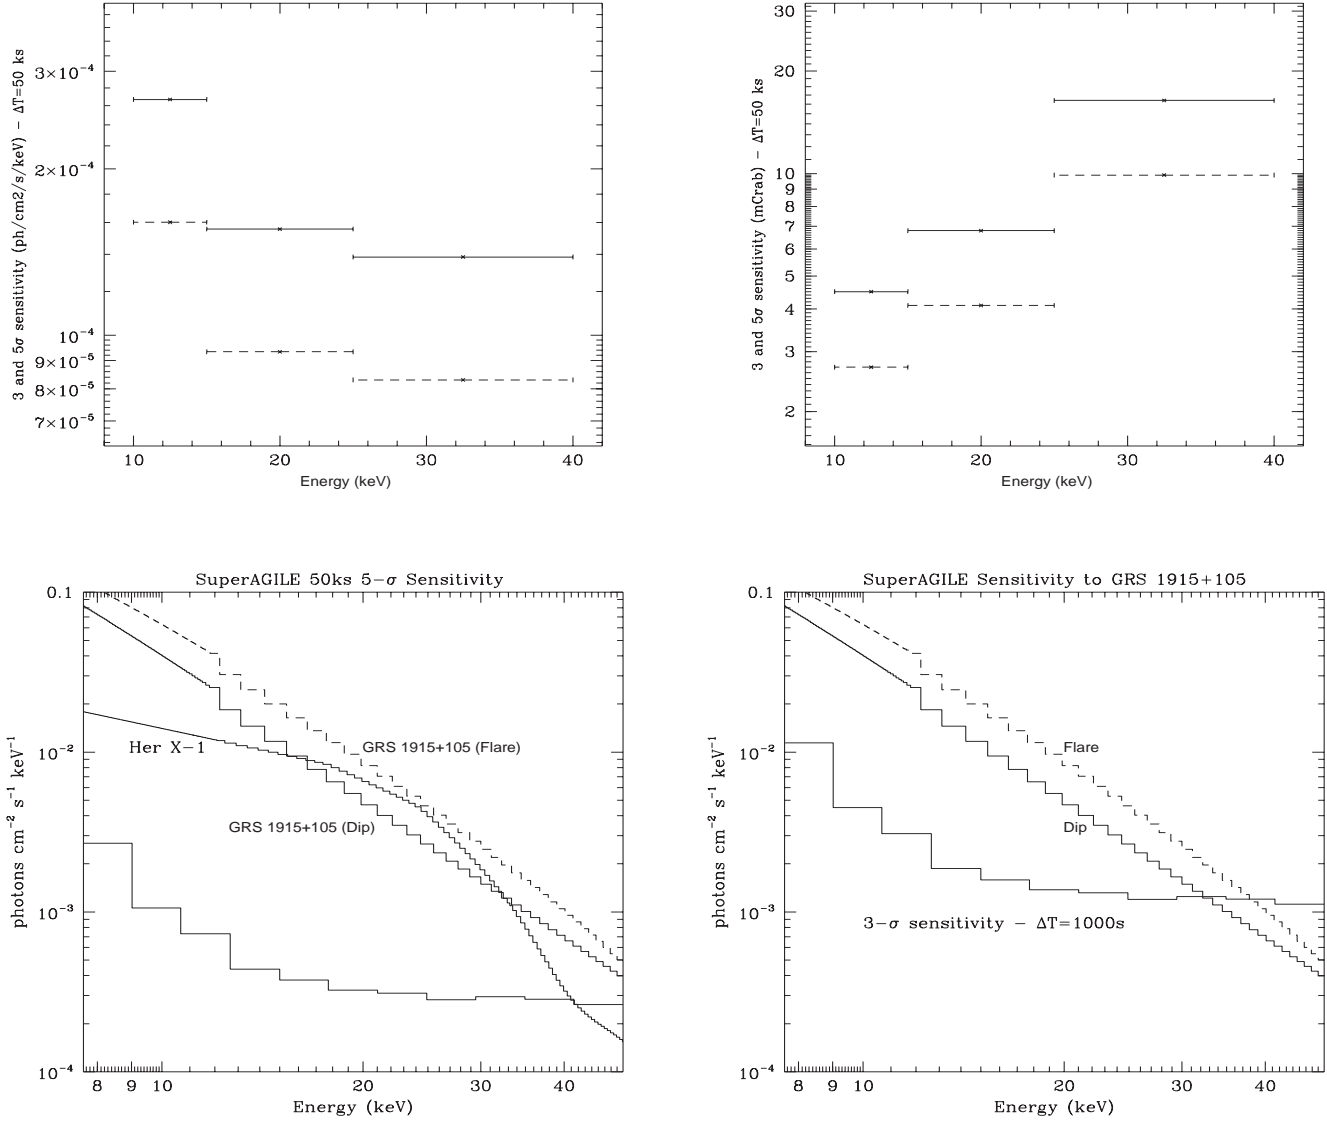 3 and 5σ sensitivity (ph/cm2/s/keV) − ΔT=50 ks
3×10⁻⁴
2×10⁻⁴
10⁻⁴
9×10⁻⁵
8×10⁻⁵
7×10⁻⁵
10 20 30 40
Energy (keV)
3 and 5σ sensitivity (mCrab) − ΔT=50 ks
30
20
10
9
8
7
6
5
4
3
2
10 20 30 40
Energy (keV)
SuperAGILE 50ks 5−σ Sensitivity
photons cm⁻² s⁻¹ keV⁻¹
0.1
10⁻²
10⁻³
10⁻⁴
Her X−1
GRS 1915+105 (Flare)
GRS 1915+105 (Dip)
8 9 10 20 30 40
Energy (keV)
SuperAGILE Sensitivity to GRS 1915+105
photons cm⁻² s⁻¹ keV⁻¹
0.1
10⁻²
10⁻³
10⁻⁴
Flare
Dip
3−σ sensitivity − ΔT=1000s
8 9 10 20 30 40
Energy (keV)